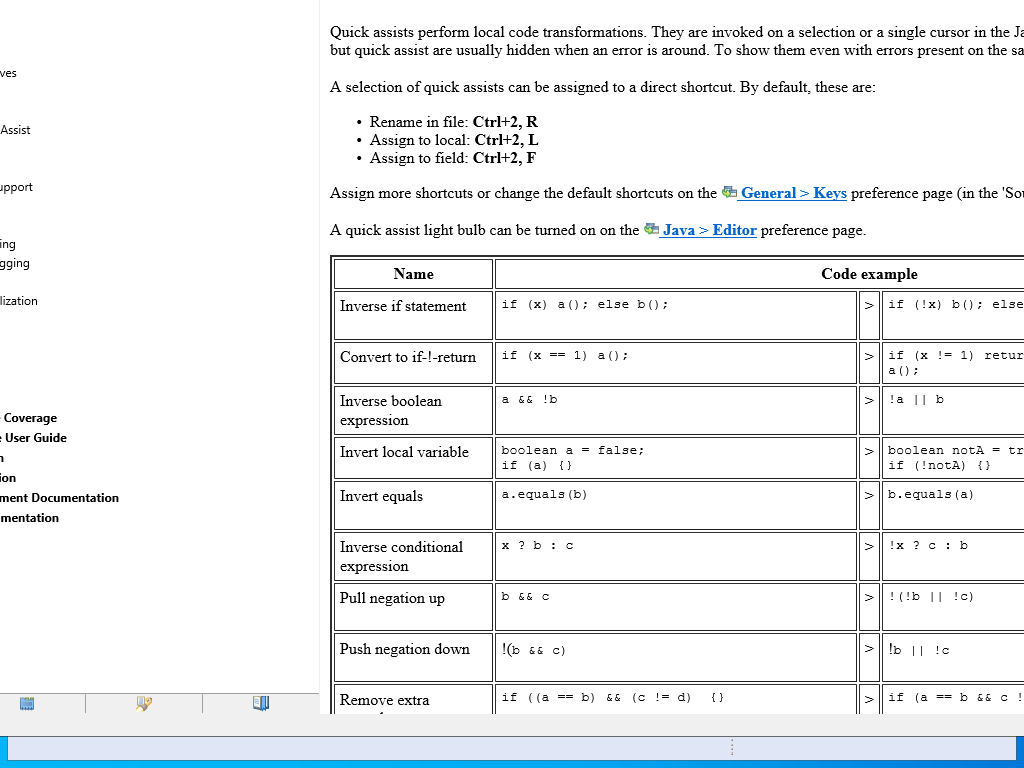 ves
Assist
upport
ing
gging
lization
Coverage
User Guide
ion
ment Documentation
mentation
Quick assists perform local code transformations. They are invoked on a selection or a single cursor in the Ja
but quick assist are usually hidden when an error is around. To show them even with errors present on the sa
A selection of quick assists can be assigned to a direct shortcut. By default, these are:
• Rename in file: Ctrl+2, R
• Assign to local: Ctrl+2, L
• Assign to field: Ctrl+2, F
Assign more shortcuts or change the default shortcuts on the General > Keys preference page (in the 'Sou
A quick assist light bulb can be turned on on the Java > Editor preference page.
Name Code example
Inverse if statement if (x) a(); else b(); > if (!x) b(); else
Convert to if-!-return if (x == 1) a(); > if (x != 1) retur
a();
Inverse boolean a && !b > !a || b
expression
Invert local variable boolean a = false; > boolean notA = tr
if (a) {} if (!notA) {}
Invert equals a.equals(b) > b.equals(a)
Inverse conditional x ? b : c > !x ? c : b
expression
Pull negation up b && c > !(!b || !c)
Push negation down !(b && c) > !b || !c
Remove extra if ((a == b) && (c != d) {} > if (a == b && c !